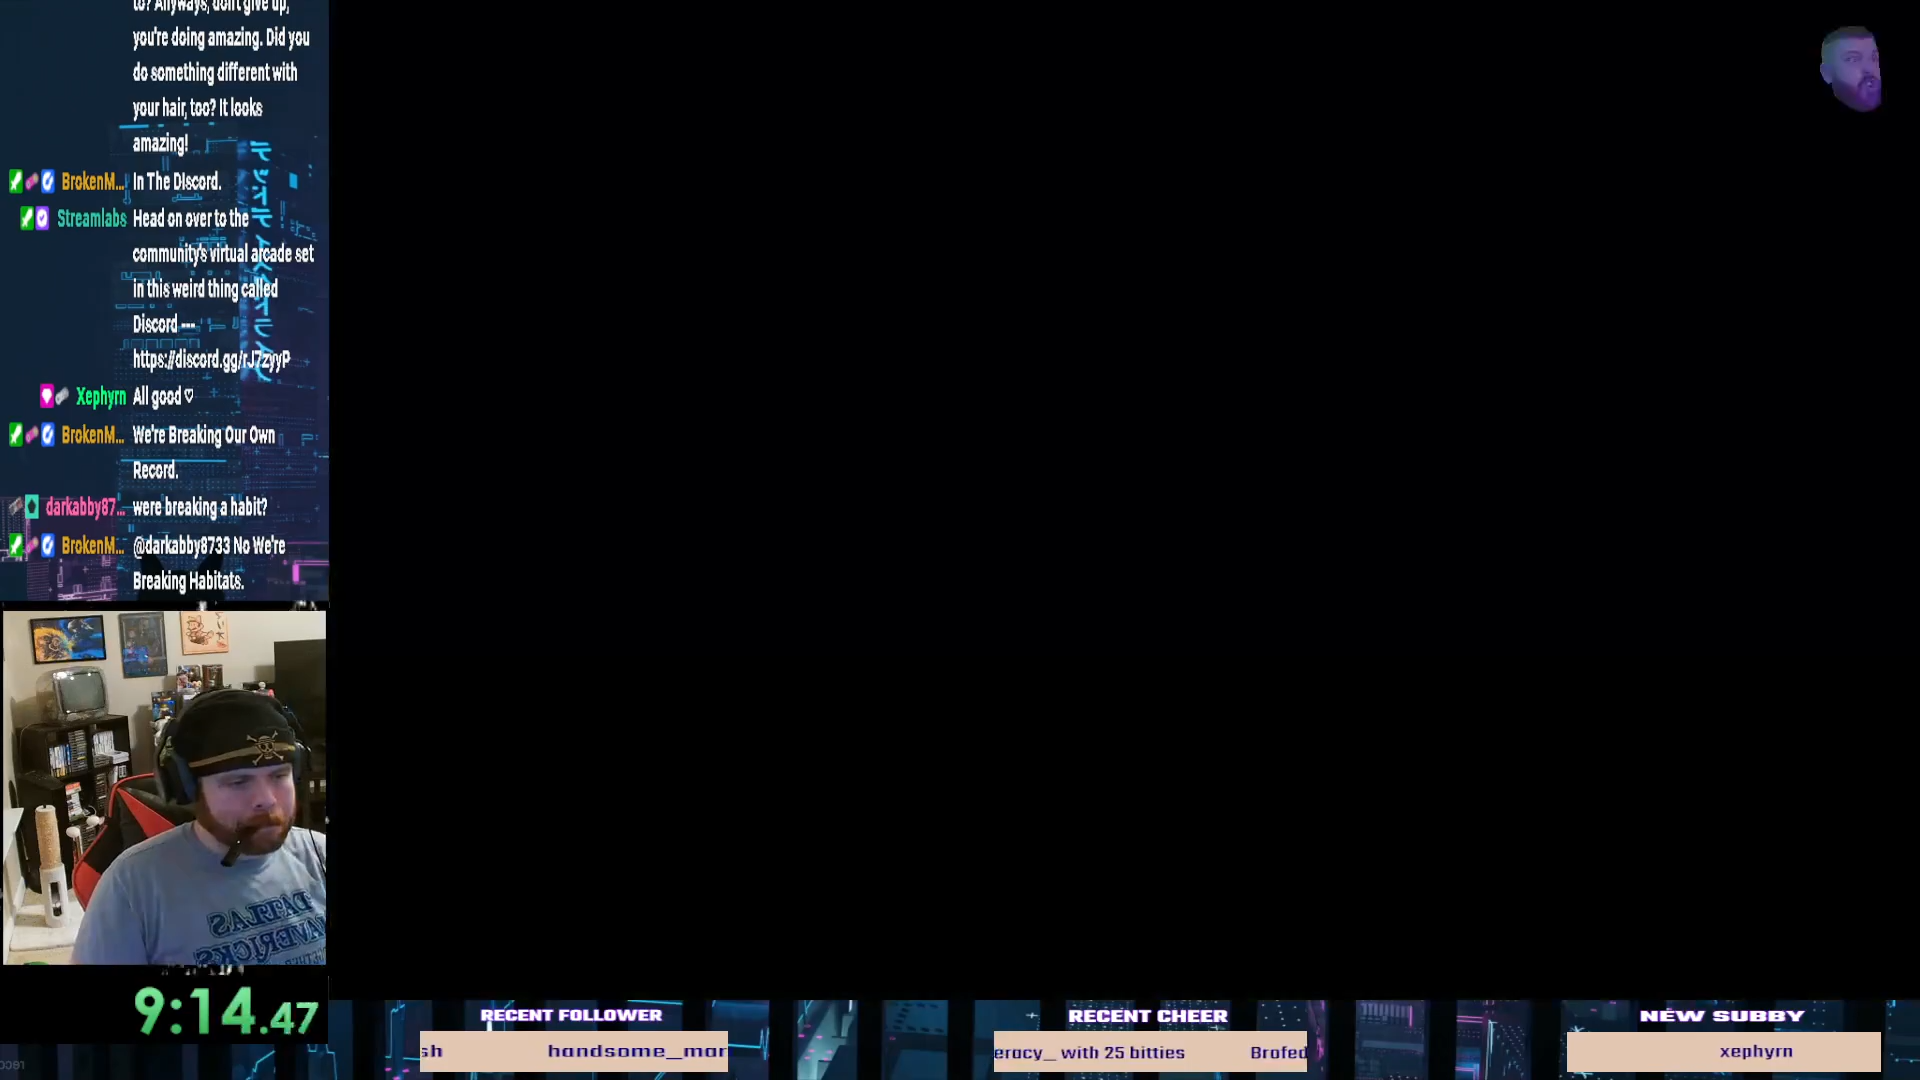 to? Anyways, don't give up,
you're doing amazing. Did you
do something different with
your hair, too? It looks
amazing!
BrokenM... In The DIscord.
Streamlabs Head on over to the
community's virtual arcade set
in this weird thing called
Discord ---
https://discord.gg/rJ7zyyP
Xephyrn All good ♡
BrokenM... We're Breaking Our Own
Record.
darkabby87... were breaking a habit?
BrokenM... @darkabby8733 No We're
Breaking Habitats.
DALLAS
MAVERICKS
9:14.47
RECENT FOLLOWER
sh handsome_mor
RECENT CHEER
eracy_ with 25 bitties Brofed
NEW SUBBY
xephyrn